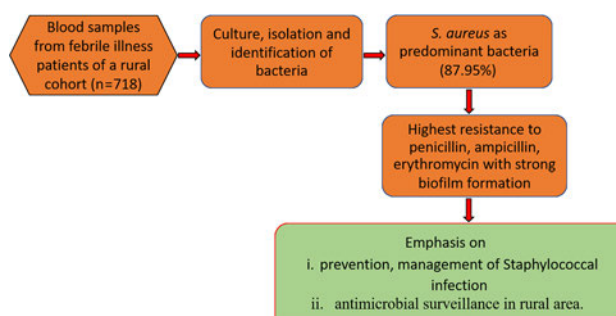 Blood samples
from febrile illness
patients of a rural
cohort (n=718)
Culture, isolation and
identification of
bacteria
S. aureus as
predominant bacteria
(87.95%)
Highest resistance to
penicillin, ampicillin,
erythromycin with strong
biofilm formation
Emphasis on
i. prevention, management of Staphylococcal
infection
ii. antimicrobial surveillance in rural area.